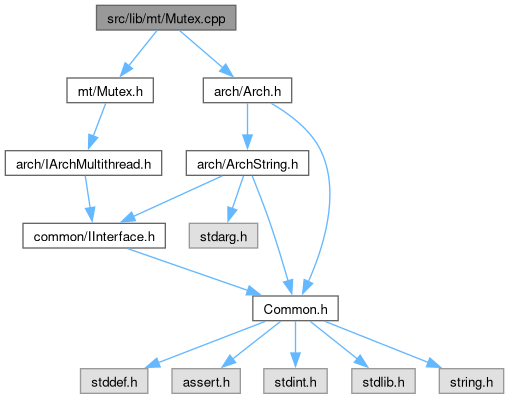 src/lib/mt/Mutex.cpp
mt/Mutex.h
arch/Arch.h
arch/IArchMultithread.h
arch/ArchString.h
common/IInterface.h
stdarg.h
Common.h
stddef.h
assert.h
stdint.h
stdlib.h
string.h